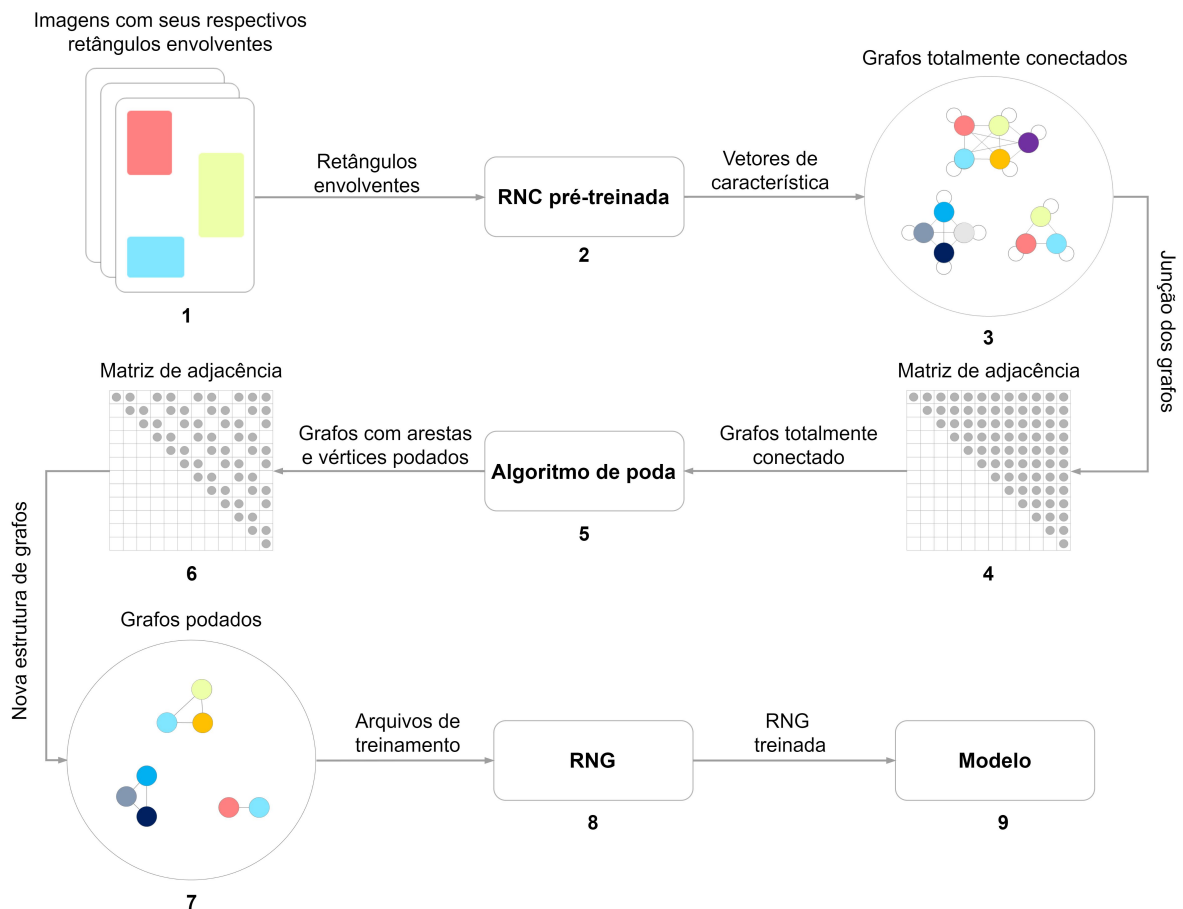 Imagens com seus respectivos
retângulos envolventes
Retângulos
envolventes
RNC pré-treinada
Vetores de
característica
Grafos totalmente conectados
1
2
3
Junção dos grafos
Matriz de adjacência
4
Grafos totalmente
conectado
Algoritmo de poda
5
Grafos com arestas
e vértices podados
Matriz de adjacência
6
Nova estrutura de grafos
Grafos podados
7
Arquivos de
treinamento
RNG
8
RNG
treinada
Modelo
9